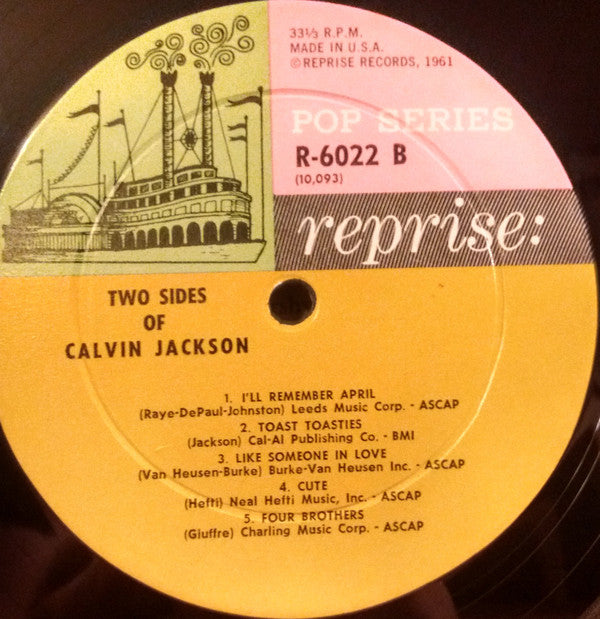 33⅓ R.P.M.
MADE IN U.S.A.
©REPRISE RECORDS, 1961
POP SERIES
R-6022 B
(10,093)
reprise:
TWO SIDES
OF
CALVIN JACKSON
1. I'LL REMEMBER APRIL
(Raye-DePaul-Johnston) Leeds Music Corp. - ASCAP
2. TOAST TOASTIES
(Jackson) Cal-Al Publishing Co. - BMI
3. LIKE SOMEONE IN LOVE
(Van Heusen-Burke) Burke-Van Heusen Inc. - ASCAP
4. CUTE
(Hefti) Neal Hefti Music, Inc. - ASCAP
5. FOUR BROTHERS
(Giuffre) Charling Music Corp. - ASCAP